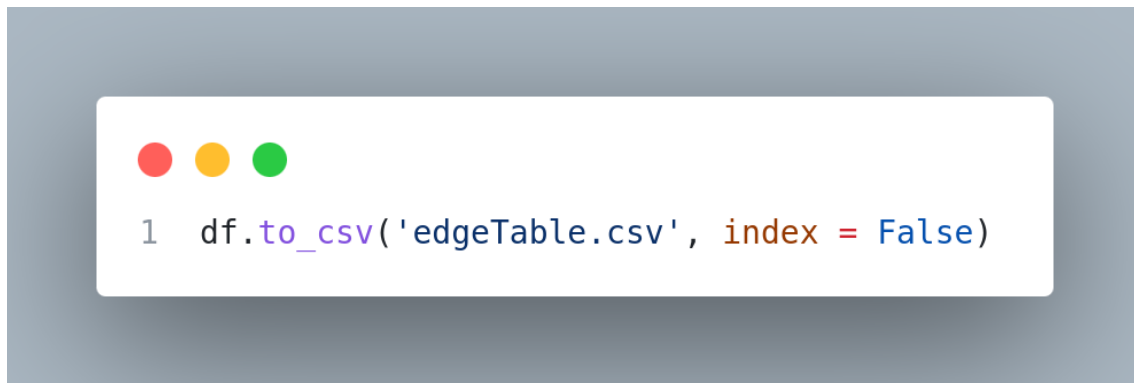 1 df.to_csv('edgeTable.csv', index = False)